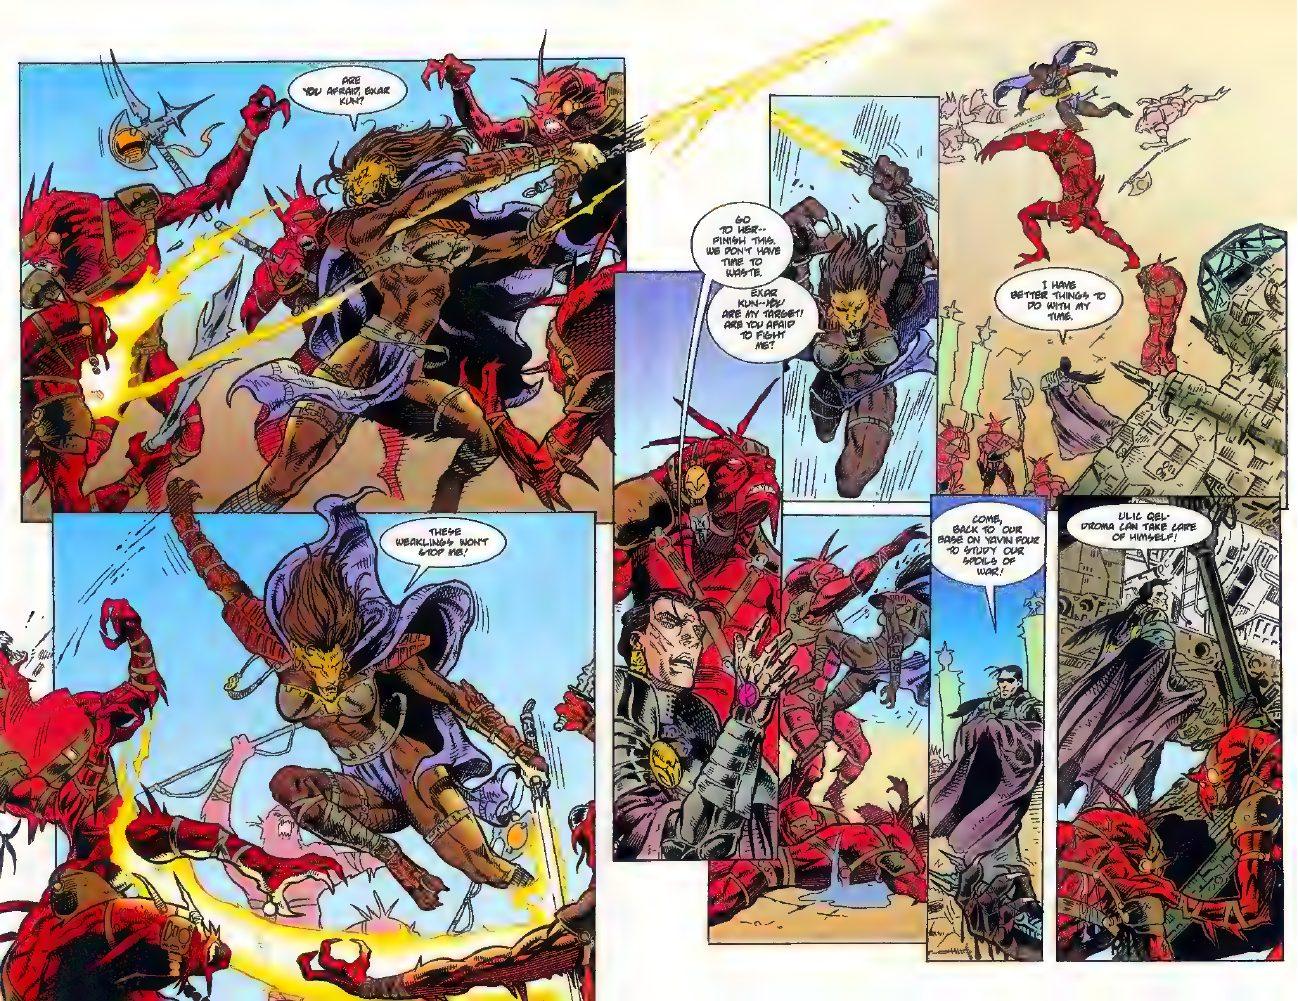 ARE
YOU AFRAID, EXAR
KUN?
THESE
WEAKLINGS WON'T
STOP ME!
GO
TO HER--
FINISH THIS.
WE DON'T HAVE
TIME TO
WASTE.
EXAR
KUN--YOU
ARE MY TARGET!
ARE YOU AFAID
TO FIGHT
ME?
I HAVE
BETTER THINGS TO
DO WITH MY
TIME.
COME,
BACK TO OUR
BASE ON YAVIN FOUR
TO STUDY OUR
SPOILS OF
WAR!
ULIC QEL-
DROMA CAN TAKE CARE
OF HIMSELF!